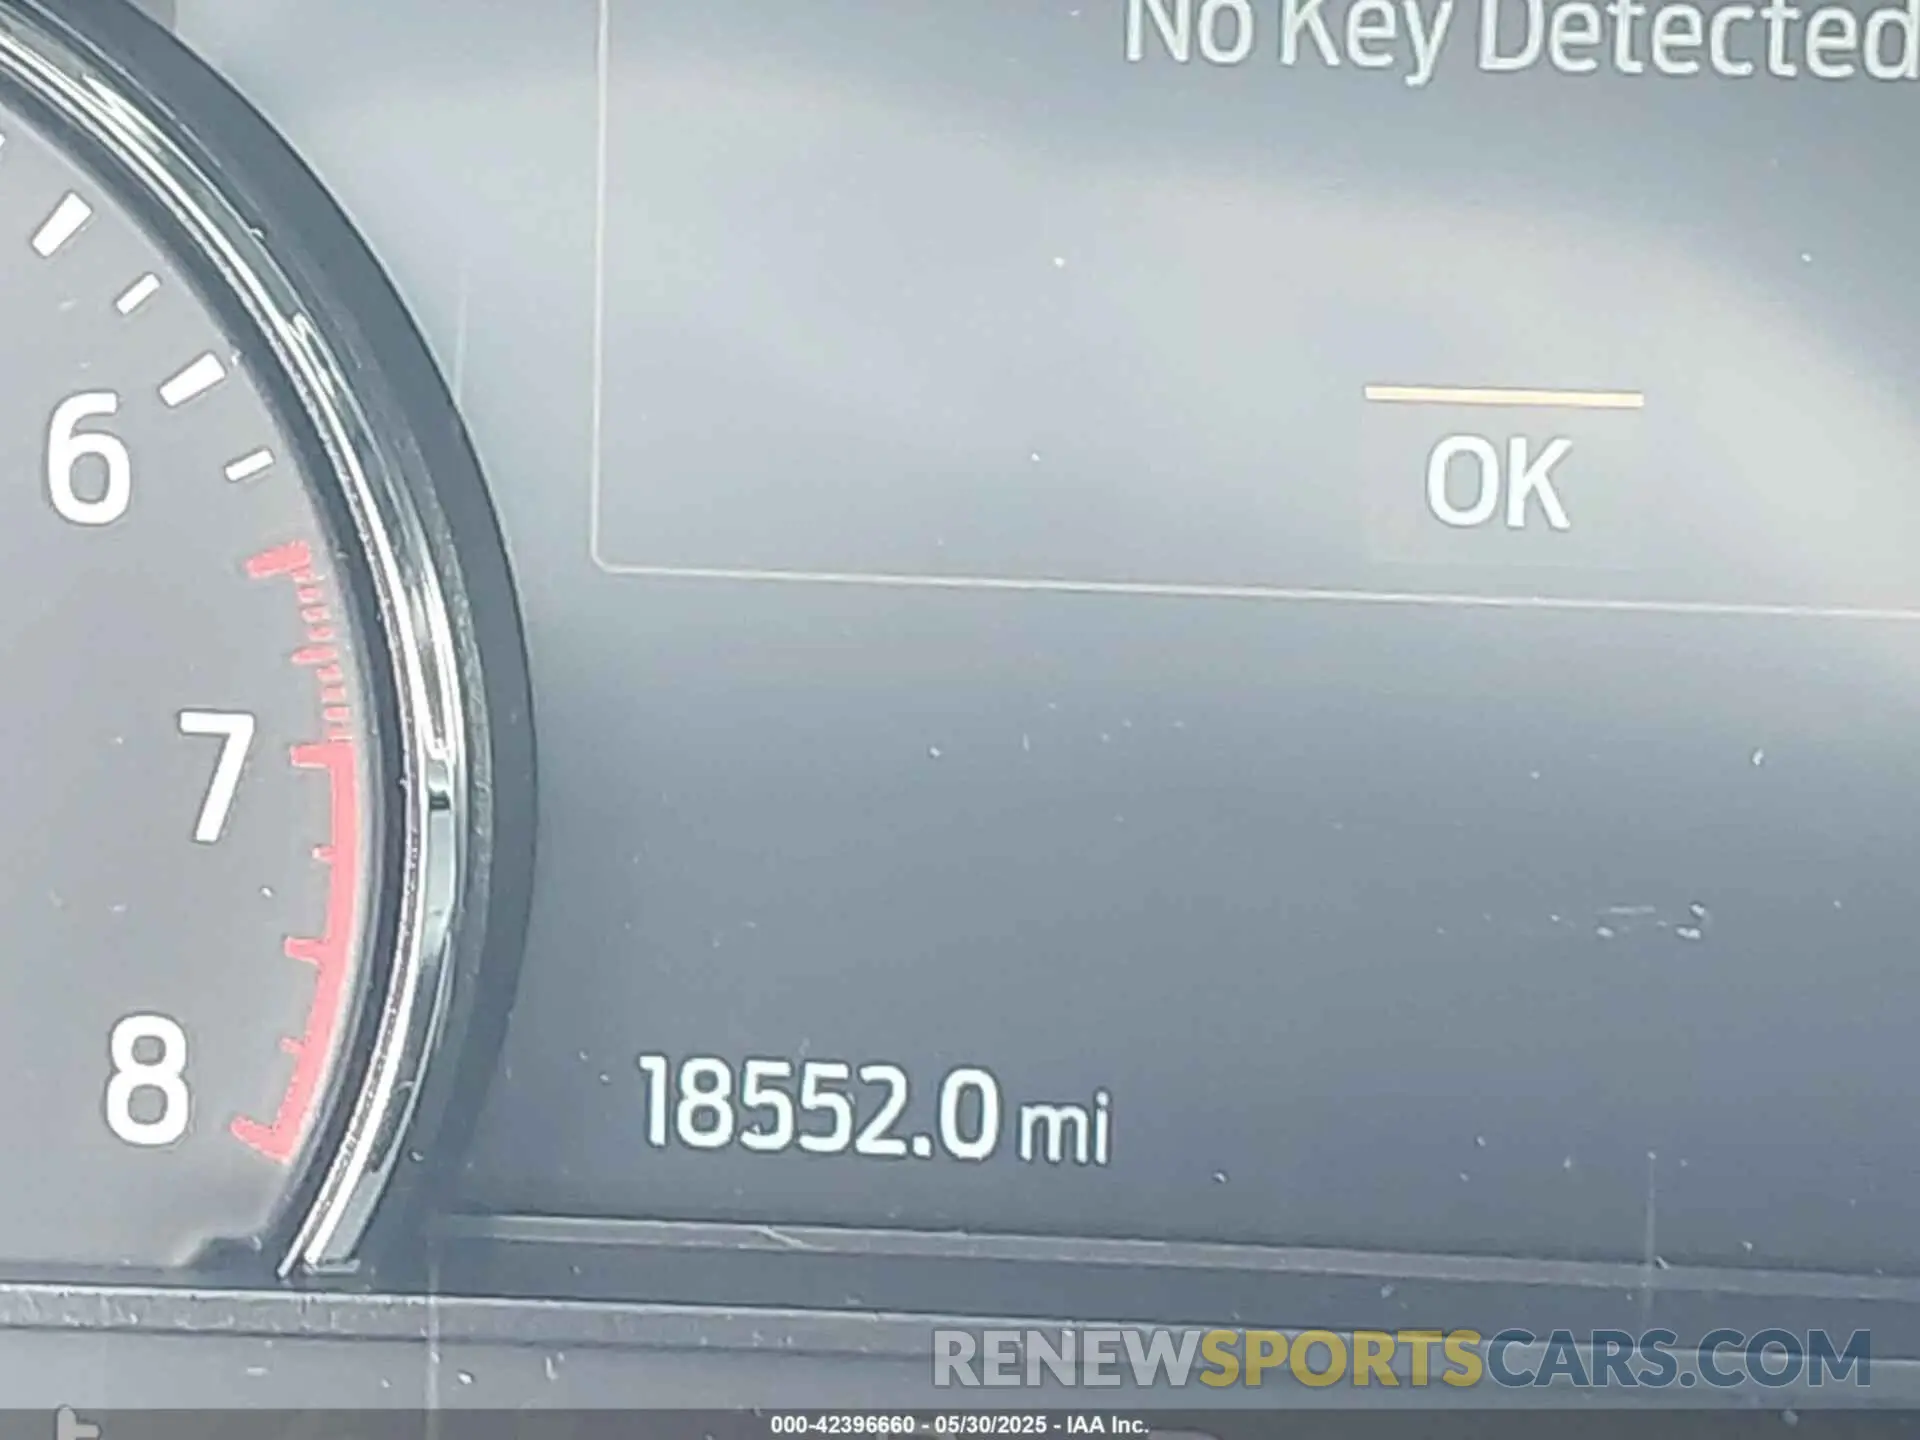 No Key Detected
OK
6
7
8
18552.0 mi
RENEWSPORTSCARS.COM
000-42396660 - 05/30/2025 - IAA Inc.